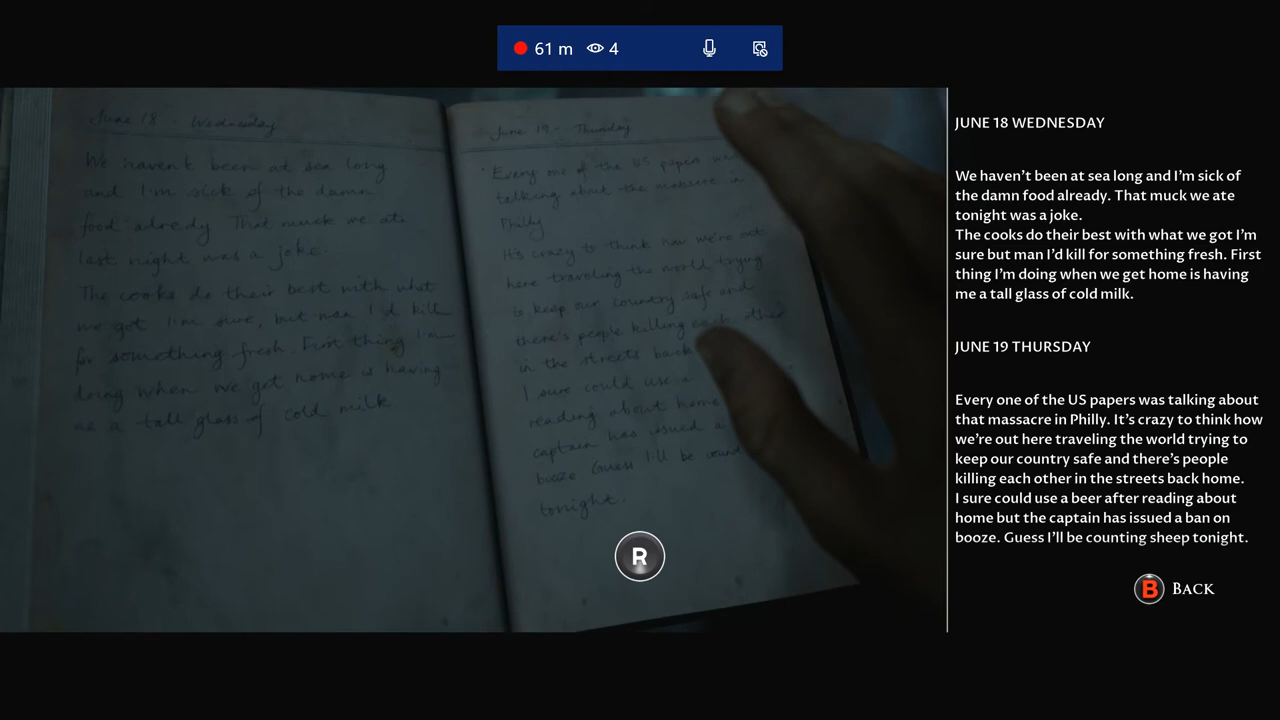 61 m 4
June 18 Wednesday
We haven't been at sea long
and I'm sick of the damn
food already That muck we ate
last night was a joke.
The cooks do their best with what
we got I'm sure, but man I'd kill
for something fresh. First thing I'm
doing when we get home is having
me a tall glass of cold milk
June 19 - Thursday
Every one of the US papers was
talking about the massacre in
Philly
It's crazy to think how we're out
here traveling the world trying
to keep our country safe and
there's people killing each other
in the streets back
I sure could use a
reading about home
captain has issued a
booze Guess I'll be
tonight.
R
JUNE 18 WEDNESDAY
We haven't been at sea long and I'm sick of
the damn food already. That muck we ate
tonight was a joke.
The cooks do their best with what we got I'm
sure but man I'd kill for something fresh. First
thing I'm doing when we get home is having
me a tall glass of cold milk.
JUNE 19 THURSDAY
Every one of the US papers was talking about
that massacre in Philly. It's crazy to think how
we're out here traveling the world trying to
keep our country safe and there's people
killing each other in the streets back home.
I sure could use a beer after reading about
home but the captain has issued a ban on
booze. Guess I'll be counting sheep tonight.
B BACK